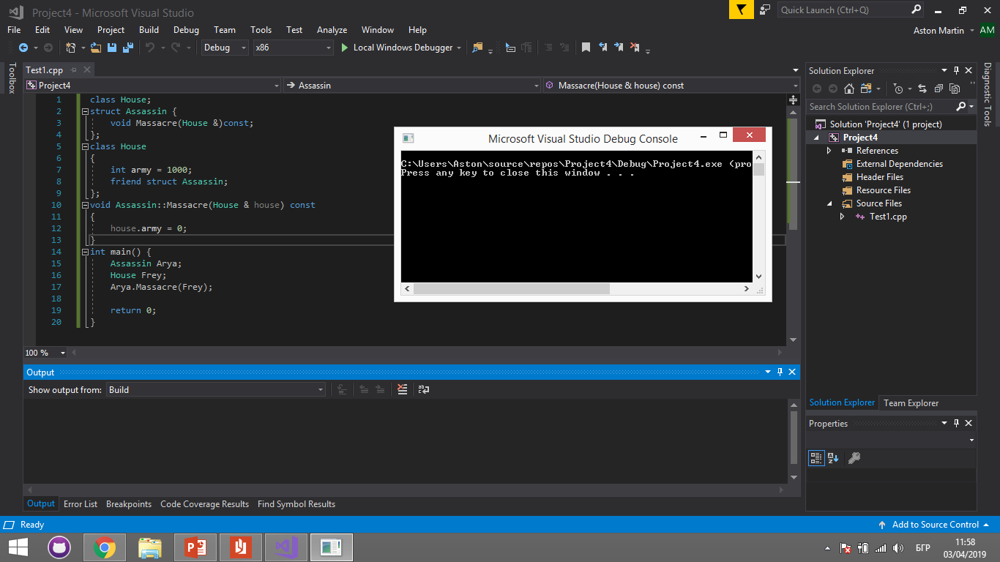 Project4 - Microsoft Visual Studio
Quick Launch (Ctrl+Q)
File Edit View Project Build Debug Team Tools Test Analyze Window Help
Aston Martin AM
Debug x86 Local Windows Debugger
Toolbox
Test1.cpp
Project4 Assassin Massacre(House & house) const
1 class House;
2 struct Assassin {
3 void Massacre(House &)const;
4 };
5 class House
6 {
7 int army = 1000;
8 friend struct Assassin;
9 };
10 void Assassin::Massacre(House & house) const
11 {
12 house.army = 0;
13 }
14 int main() {
15 Assassin Arya;
16 House Frey;
17 Arya.Massacre(Frey);
18
19 return 0;
20 }
100 %
Microsoft Visual Studio Debug Console
C:\Users\Aston\source\repos\Project4\Debug\Project4.exe (pro
Press any key to close this window . . .
Output
Show output from: Build
Output Error List Breakpoints Code Coverage Results Find Symbol Results
Solution Explorer
Search Solution Explorer (Ctrl+;)
Solution 'Project4' (1 project)
Project4
References
External Dependencies
Header Files
Resource Files
Source Files
Test1.cpp
Solution Explorer Team Explorer
Properties
Diagnostic Tools
Ready
Add to Source Control
БГР
11:58
03/04/2019